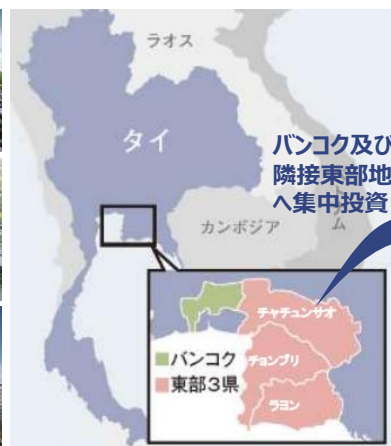 ラオス
タイ
バンコク及び
隣接東部地
へ集中投資
カンボジア
ム
チャチュンサオ
■バンコク
チョンブリ
■東部3県
ラヨン